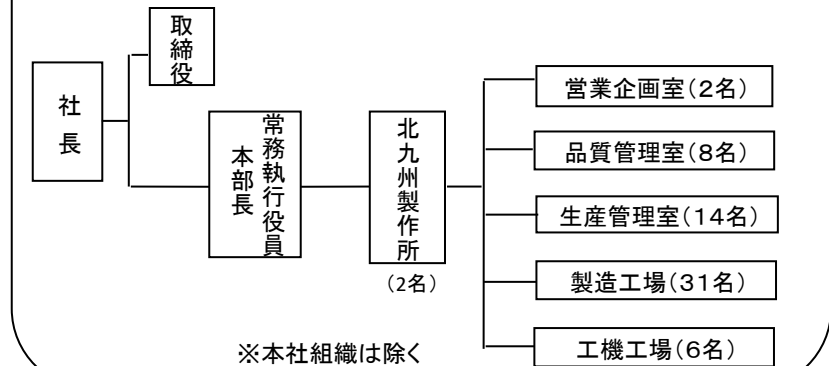 社長
取締役
常務執行役員
本部長
北九州製作所
（2名）
営業企画室（2名）
品質管理室（8名）
生産管理室（14名）
製造工場（31名）
工機工場（6名）
※本社組織は除く